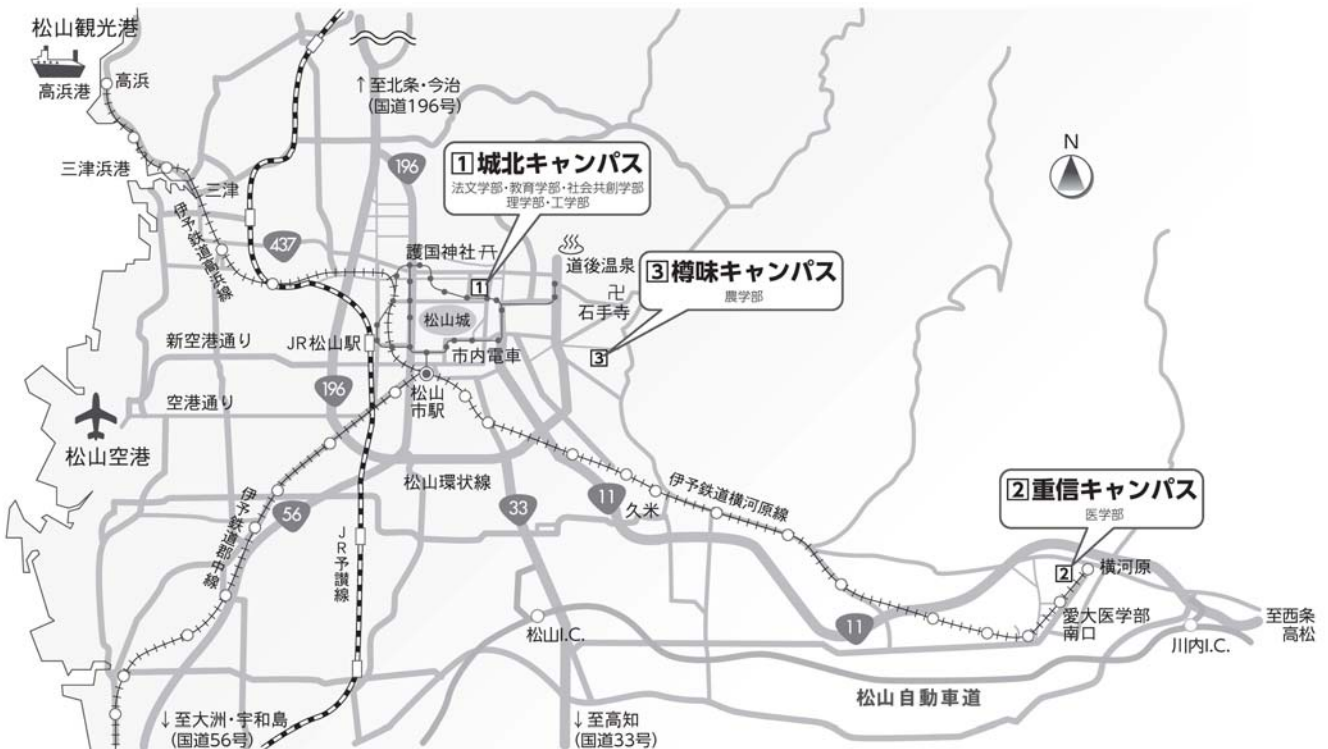 松山観光港
高浜港
高浜
↑至北条・今治
(国道196号)
三津浜港
三津
伊予鉄道高浜線
196
437
1 城北キャンパス
法文学部・教育学部・社会共創学部
理学部・工学部
N
護国神社
1
道後温泉
石手寺
3 樽味キャンパス
農学部
3
松山城
新空港通り
JR松山駅
市内電車
196
松山
市駅
空港通り
松山空港
松山環状線
伊予鉄道郡中線
56
JR予讃線
33
11
久米
伊予鉄道横河原線
2 重信キャンパス
医学部
2
横河原
愛大医学部
南口
松山I.C.
11
川内I.C.
至西条
高松
松山自動車道
↓至大洲・宇和島
(国道56号)
↓至高知
(国道33号)